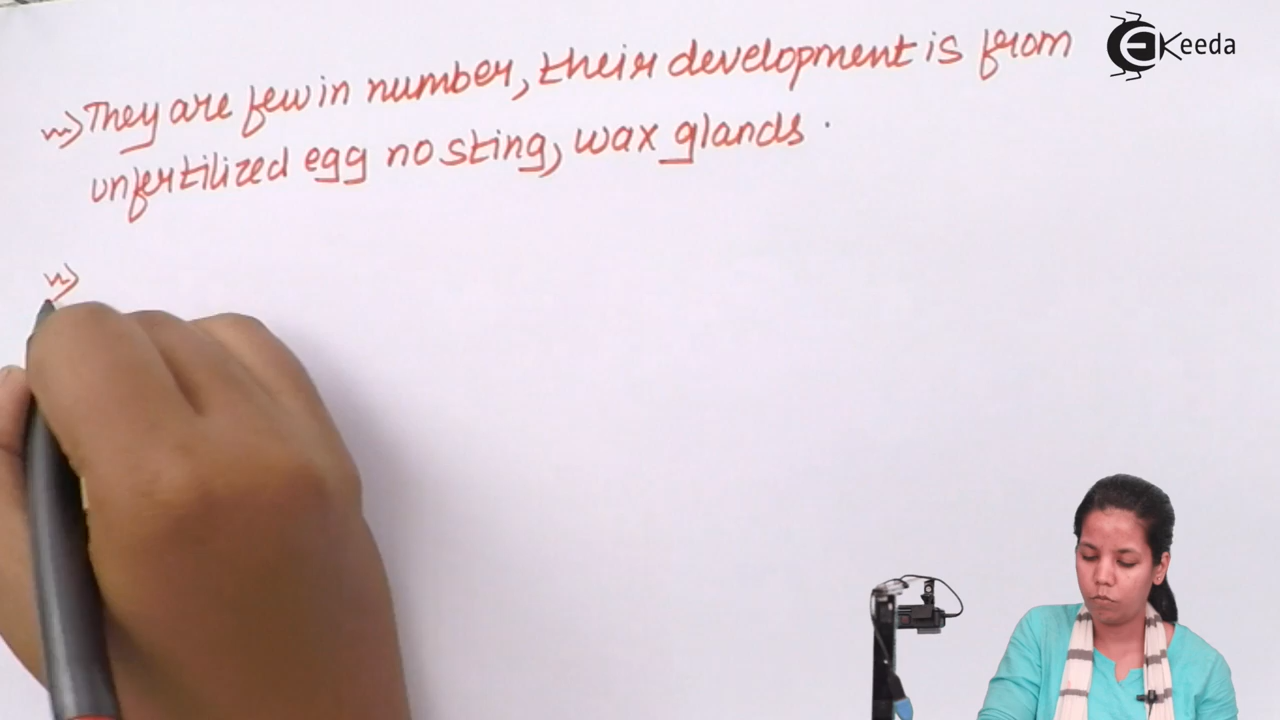 EKeeda
They are few in number, their development is from
unfertilized egg no sting, wax glands .